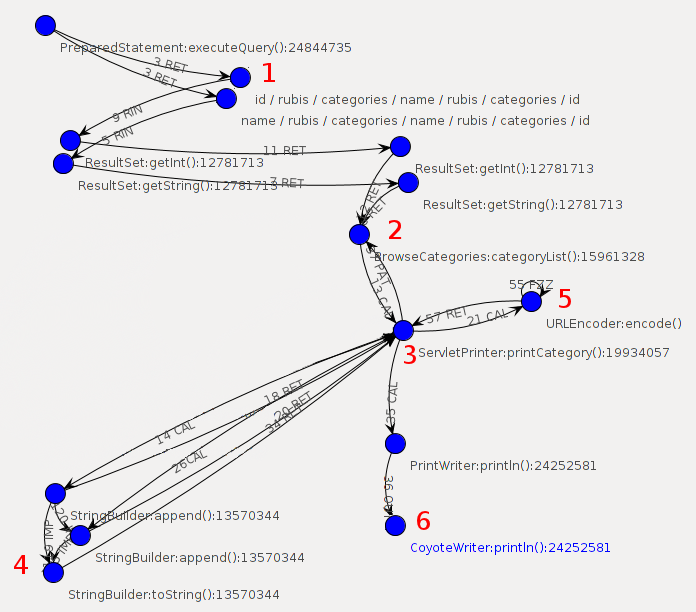 PreparedStatement:executeQuery():24844735
3 RET
1
3 RET
id / rubis / categories / name / rubis / categories / id
9 RIN
name / rubis / categories / name / rubis / categories / id
5 RIN
11 RET
ResultSet:getInt():12781713
ResultSet:getInt():12781713
7 RET
ResultSet:getString():12781713
ResultSet:getString():12781713
RET
RET
2
BrowseCategories:categoryList():15961328
PAT
13 CAL
55 FZZ
5
57 RET
21 CAL
URLEncoder:encode()
3
ServletPrinter:printCategory():19934057
18 RET
20 RET
35 CAL
14 CAL
26CAL
PrintWriter:println():24252581
36
StringBuilder:append():13570344
6
IMP
CoyoteWriter:println():24252581
StringBuilder:append():13570344
4
StringBuilder:toString():13570344